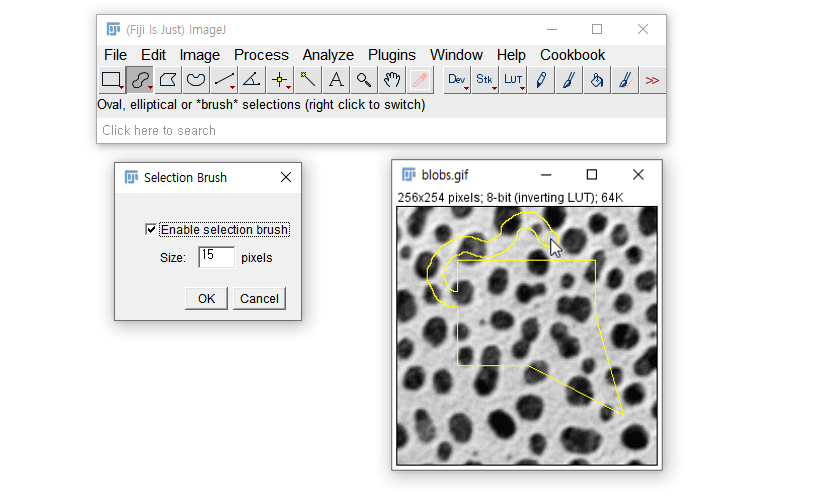 (Fiji Is Just) ImageJ
File Edit Image Process Analyze Plugins Window Help Cookbook
A Dev Stk LUT >>
Oval, elliptical or *brush* selections (right click to switch)
Click here to search
Selection Brush
Enable selection brush
Size: 15 pixels
OK Cancel
blobs.gif
256x254 pixels; 8-bit (inverting LUT); 64K